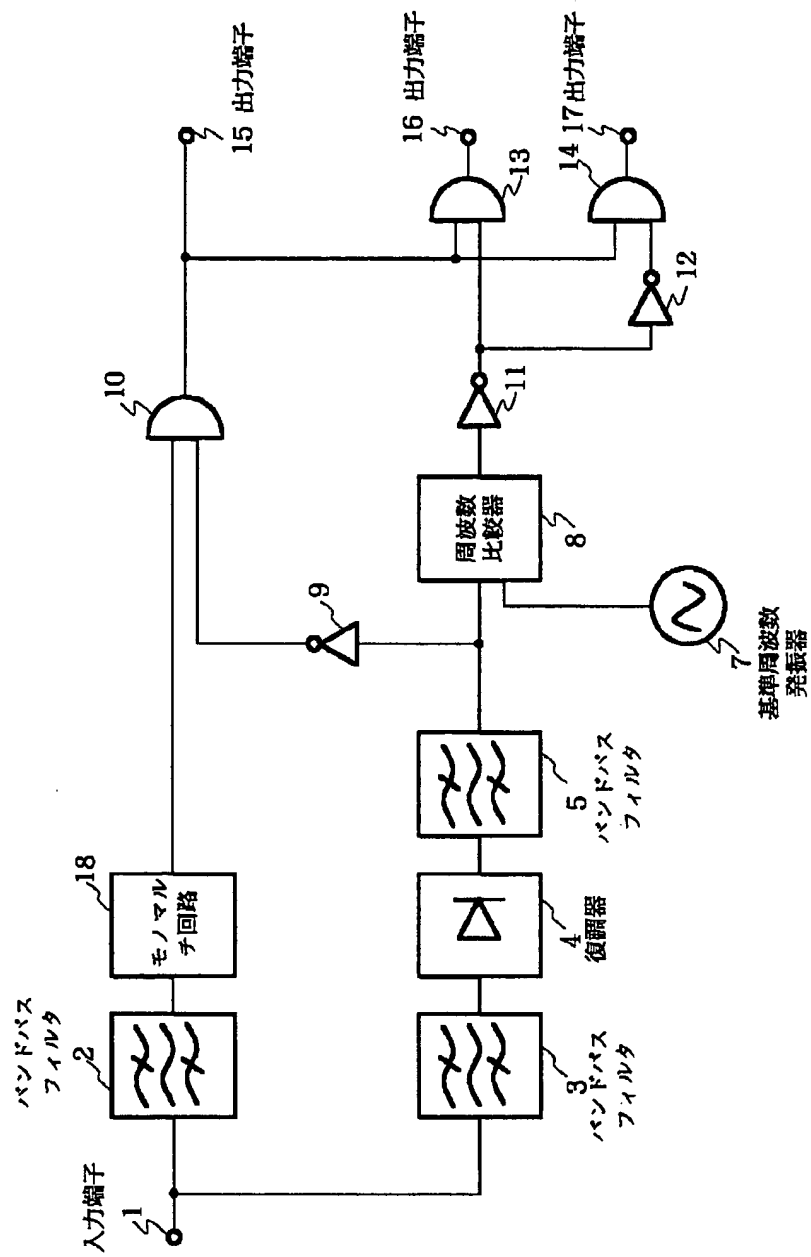 入力端子
1
バンドパス
フィルタ
2
18
モノマル
チ回路
10
15 出力端子
3
バンドパス
フィルタ
4
復調器
5
バンドパス
フィルタ
9
周波数
比較器
8
7
基準周波数
発振器
11
12
13
16 出力端子
14
17 出力端子